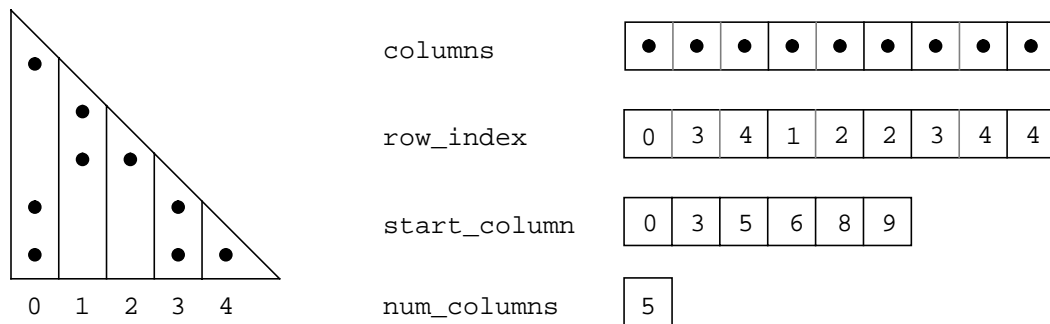 columns
row_index 0 3 4 1 2 2 3 4 4
start_column 0 3 5 6 8 9
0 1 2 3 4 num_columns 5